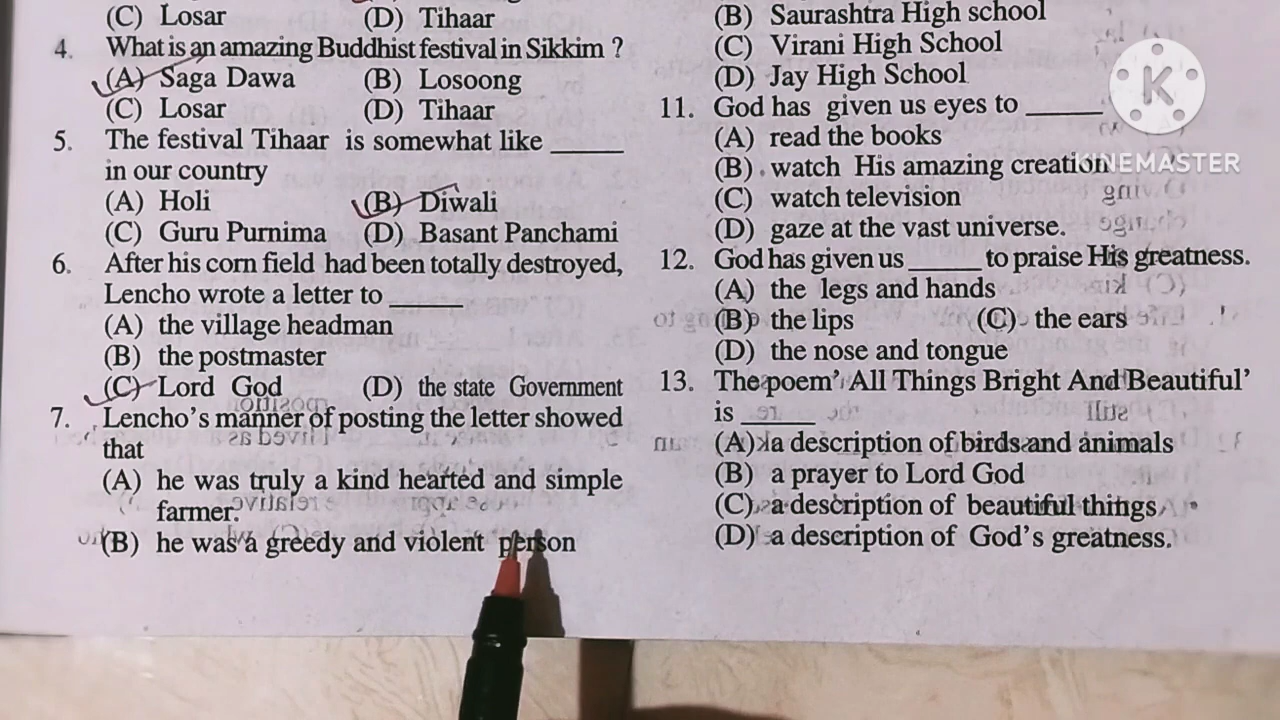 (C) Losar (D) Tihaar
4. What is an amazing Buddhist festival in Sikkim ?
(A) Saga Dawa (B) Losoong
(C) Losar (D) Tihaar
5. The festival Tihaar is somewhat like _____
in our country
(A) Holi (B) Diwali
(C) Guru Purnima (D) Basant Panchami
6. After his corn field had been totally destroyed,
Lencho wrote a letter to _____
(A) the village headman
(B) the postmaster
(C) Lord God (D) the state Government
7. Lencho's manner of posting the letter showed
that
(A) he was truly a kind hearted and simple
farmer.
(B) he was a greedy and violent person
(B) Saurashtra High school
(C) Virani High School
(D) Jay High School
11. God has given us eyes to _____
(A) read the books
(B) watch His amazing creation
(C) watch television
(D) gaze at the vast universe.
12. God has given us _____ to praise His greatness.
(A) the legs and hands
(B) the lips (C) the ears
(D) the nose and tongue
13. The poem 'All Things Bright And Beautiful'
is _____
(A) a description of birds and animals
(B) a prayer to Lord God
(C) a description of beautiful things
(D) a description of God's greatness.
K
KINEMASTER